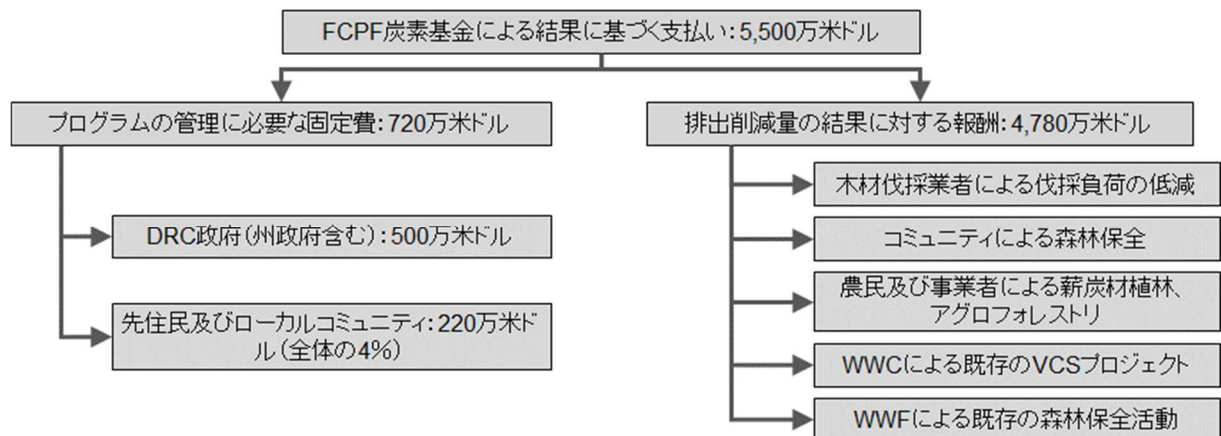 FCPF炭素基金による結果に基づく支払い：5,500万米ドル
プログラムの管理に必要な固定費：720万米ドル
DRC政府（州政府含む）：500万米ドル
先住民及びローカルコミュニティ：220万米ド
ル（全体の4%）
排出削減量の結果に対する報酬：4,780万米ドル
木材伐採業者による伐採負荷の低減
コミュニティによる森林保全
農民及び事業者による薪炭材植林、
アグロフォレストリ
WWCによる既存のVCSプロジェクト
WWFによる既存の森林保全活動